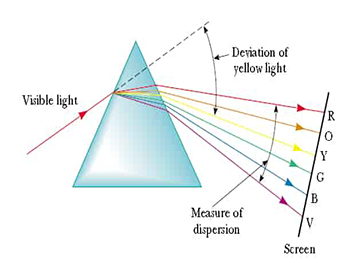 Deviation of
yellow light
Visible light
R
O
Y
G
B
V
Measure of
dispersion
Screen